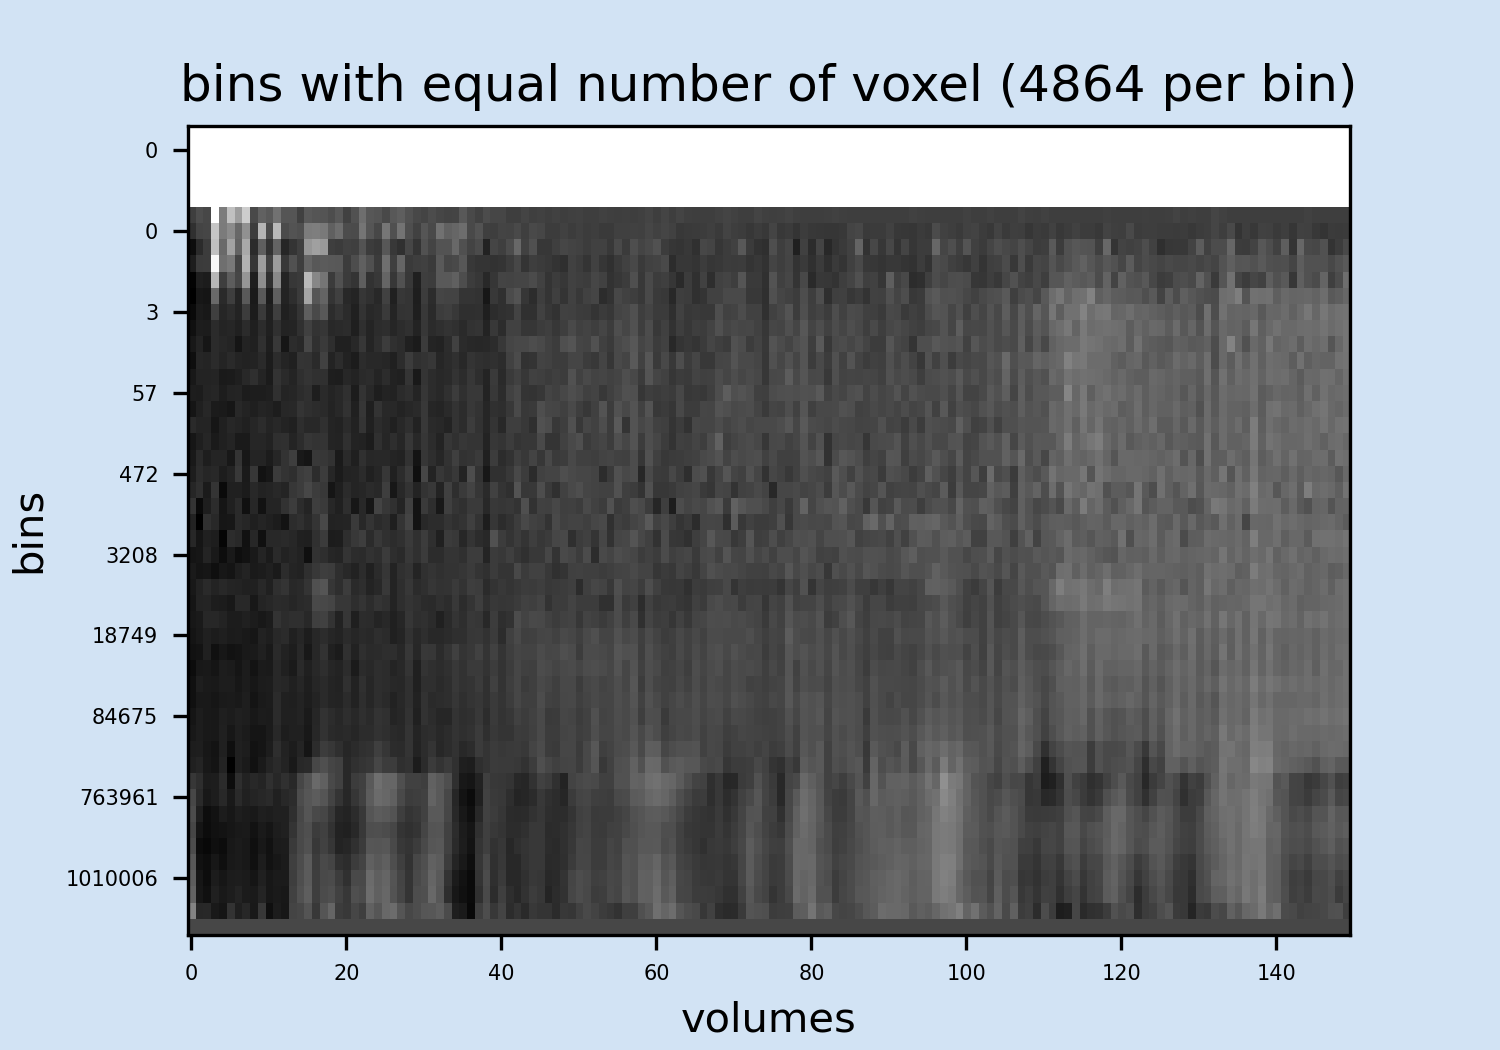 bins with equal number of voxel (4864 per bin)
bins
0
0
3
57
472
3208
18749
84675
763961
1010006
0 20 40 60 80 100 120 140
volumes